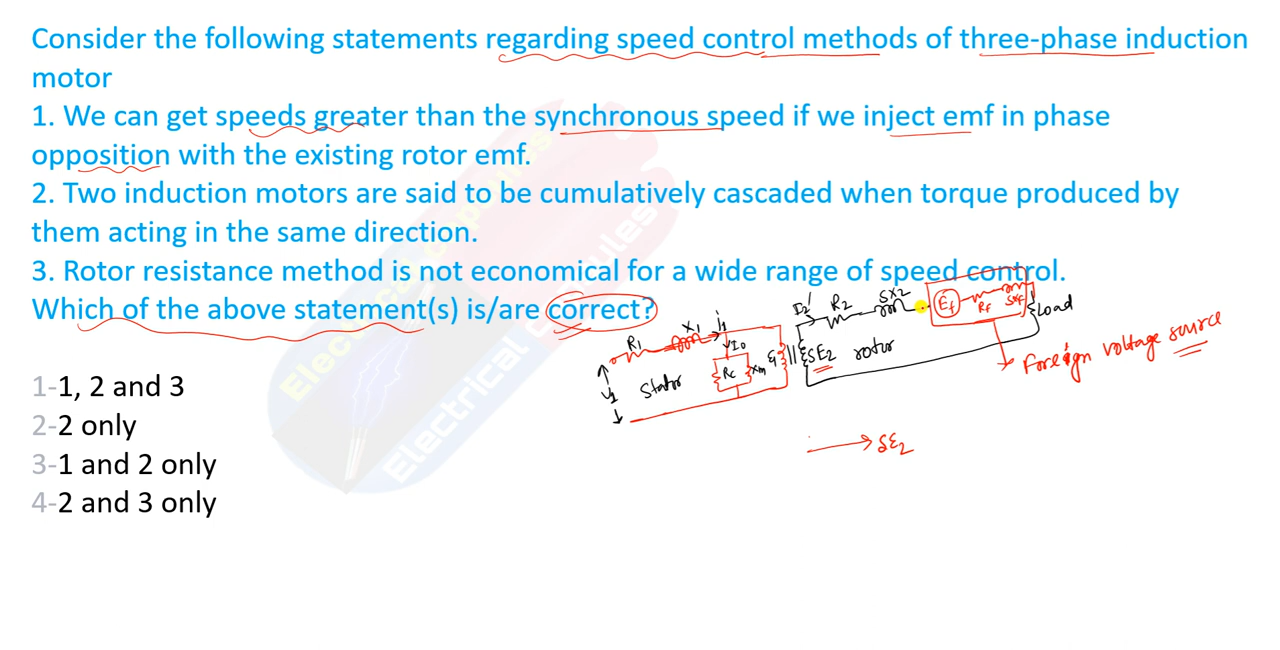 Consider the following statements regarding speed control methods of three-phase induction
motor
1. We can get speeds greater than the synchronous speed if we inject emf in phase
opposition with the existing rotor emf.
2. Two induction motors are said to be cumulatively cascaded when torque produced by
them acting in the same direction.
3. Rotor resistance method is not economical for a wide range of speed control.
Which of the above statement(s) is/are correct?
1-1, 2 and 3
2-2 only
3-1 and 2 only
4-2 and 3 only
R1 X1 i1
I0
V1 Stator Rc Xm E1
I2' R2 SX2
SE2 rotor
Ef Rf SXf
Load
Foreign voltage source
SE2